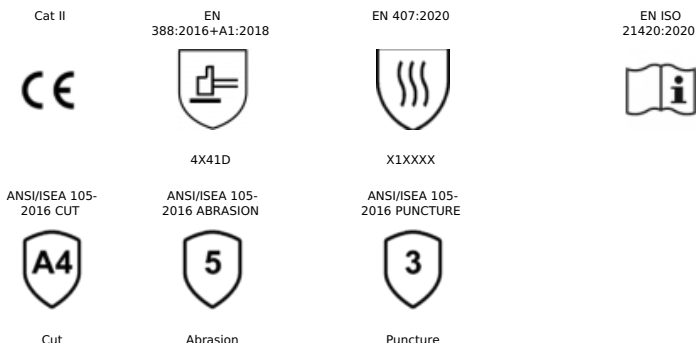 Cat II
EN
388:2016+A1:2018
EN 407:2020
EN ISO
21420:2020
CE
i
4X41D
X1XXXX
ANSI/ISEA 105-
2016 CUT
ANSI/ISEA 105-
2016 ABRASION
ANSI/ISEA 105-
2016 PUNCTURE
A4
5
3
Cut
Abrasion
Puncture